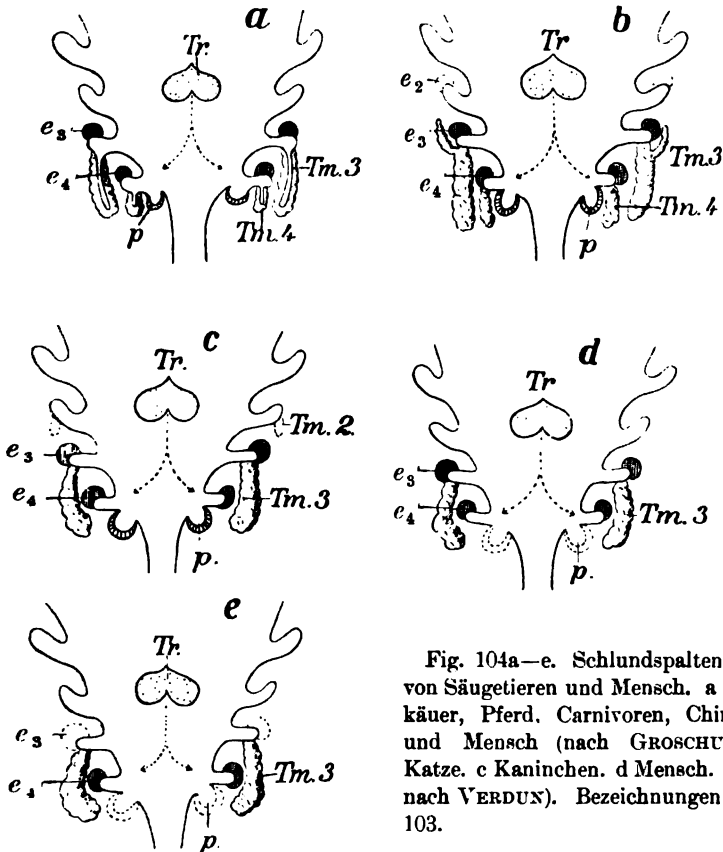 a
Tr.
e₃
e₄
p
Tm. 3
Tm. 4
b
Tr
e₂
e₃
e₄
Tm.3
Tm. 4
p
c
Tr.
e₃
e₄
Tm. 2.
Tm. 3
p.
d
Tr
e₃
e₄
Tm. 3
p.
e
Tr.
e₃
e₄
Tm. 3
p.
Fig. 104a—e. Schlundspalten
von Säugetieren und Mensch. a
käuer, Pferd. Carnivoren, Chi
und Mensch (nach GROSCHU
Katze. c Kaninchen. d Mensch.
nach VERDUN). Bezeichnungen
103.